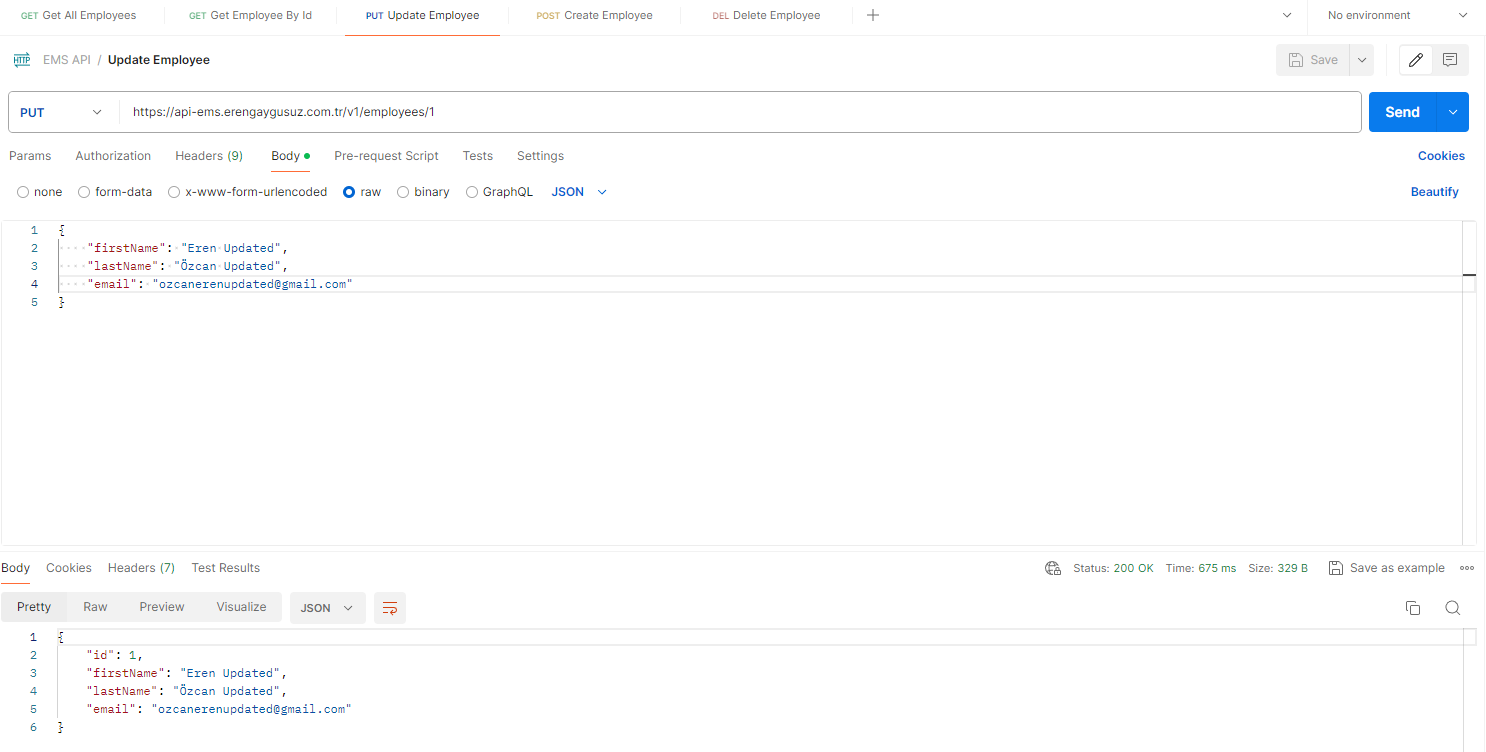 GET Get All Employees GET Get Employee By Id PUT Update Employee POST Create Employee DEL Delete Employee No environment
HTTP EMS API / Update Employee Save
PUT https://api-ems.erengaygusuz.com.tr/v1/employees/1 Send
Params Authorization Headers (9) Body Pre-request Script Tests Settings Cookies
none form-data x-www-form-urlencoded raw binary GraphQL JSON Beautify
1 {
2 "firstName": "Eren Updated",
3 "lastName": "Özcan Updated",
4 "email": "ozcanerenupdated@gmail.com"
5 }
Body Cookies Headers (7) Test Results Status: 200 OK Time: 675 ms Size: 329 B Save as example
Pretty Raw Preview Visualize JSON
1 {
2 "id": 1,
3 "firstName": "Eren Updated",
4 "lastName": "Özcan Updated",
5 "email": "ozcanerenupdated@gmail.com"
6 }